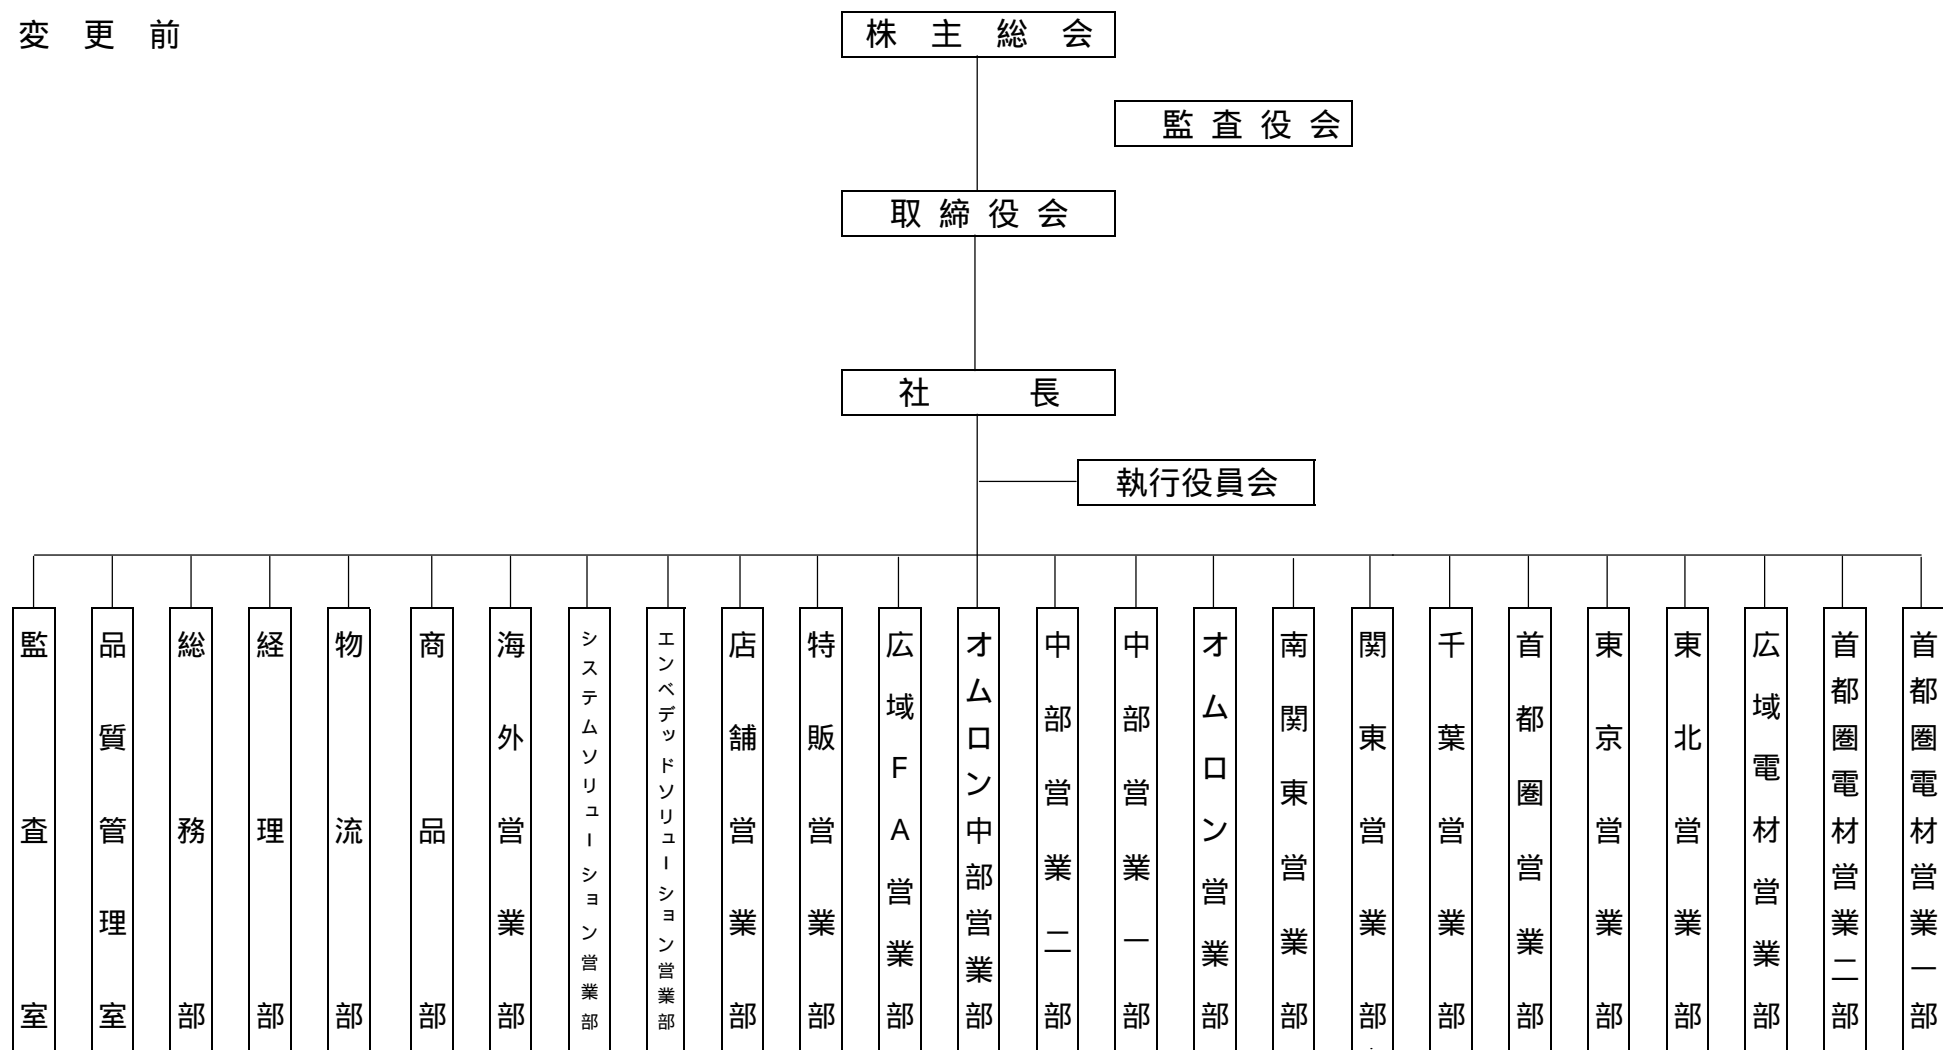 変更前
株主総会
監査役会
取締役会
社長
執行役員会
監査室
品質管理室
総務部
経理部
物流部
商品部
海外営業部
システムソリューション営業部
エンベデッドソリューション営業部
店舗営業部
特販営業部
広域FA営業部
オムロン中部営業部
中部営業二部
中部営業一部
オムロン営業部
南関東営業部
関東営業部
千葉営業部
首都圏営業部
東京営業部
東北営業部
広域電材営業部
首都圏電材営業二部
首都圏電材営業一部